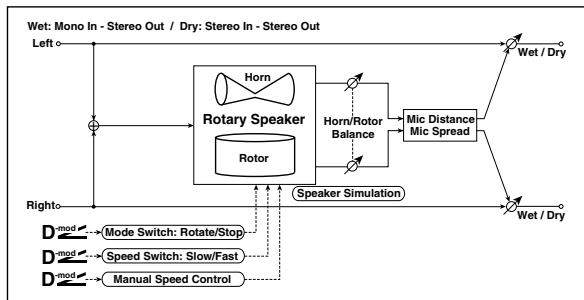 Wet: Mono In - Stereo Out / Dry: Stereo In - Stereo Out
Left
Wet / Dry
Horn
Rotary Speaker
Horn/Rotor
Balance
Mic Distance
Mic Spread
Rotor
Speaker Simulation
Right
Wet / Dry
D-mod
Mode Switch: Rotate/Stop
D-mod
Speed Switch: Slow/Fast
D-mod
Manual Speed Control